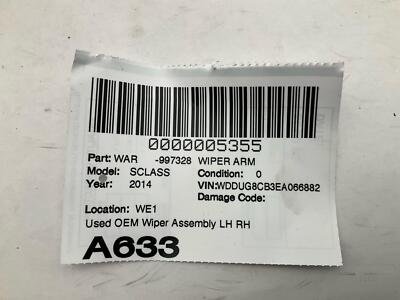 0000005355
Part: WAR -997328 WIPER ARM
Model: SCLASS Condition: 0
Year: 2014 VIN:WDDUG8CB3EA066882
Damage Code:
Location: WE1
Used OEM Wiper Assembly LH RH
A633